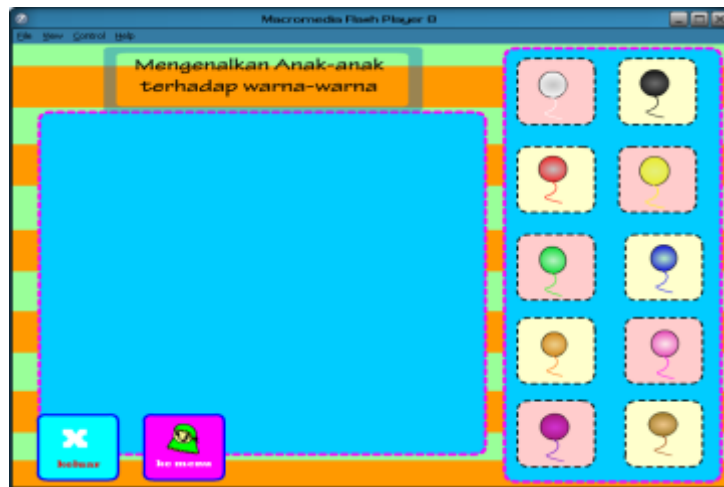 Macromedia Flash Player 8
File View Control Help
Mengenalkan Anak-anak
terhadap warna-warna
keluar
ke menu